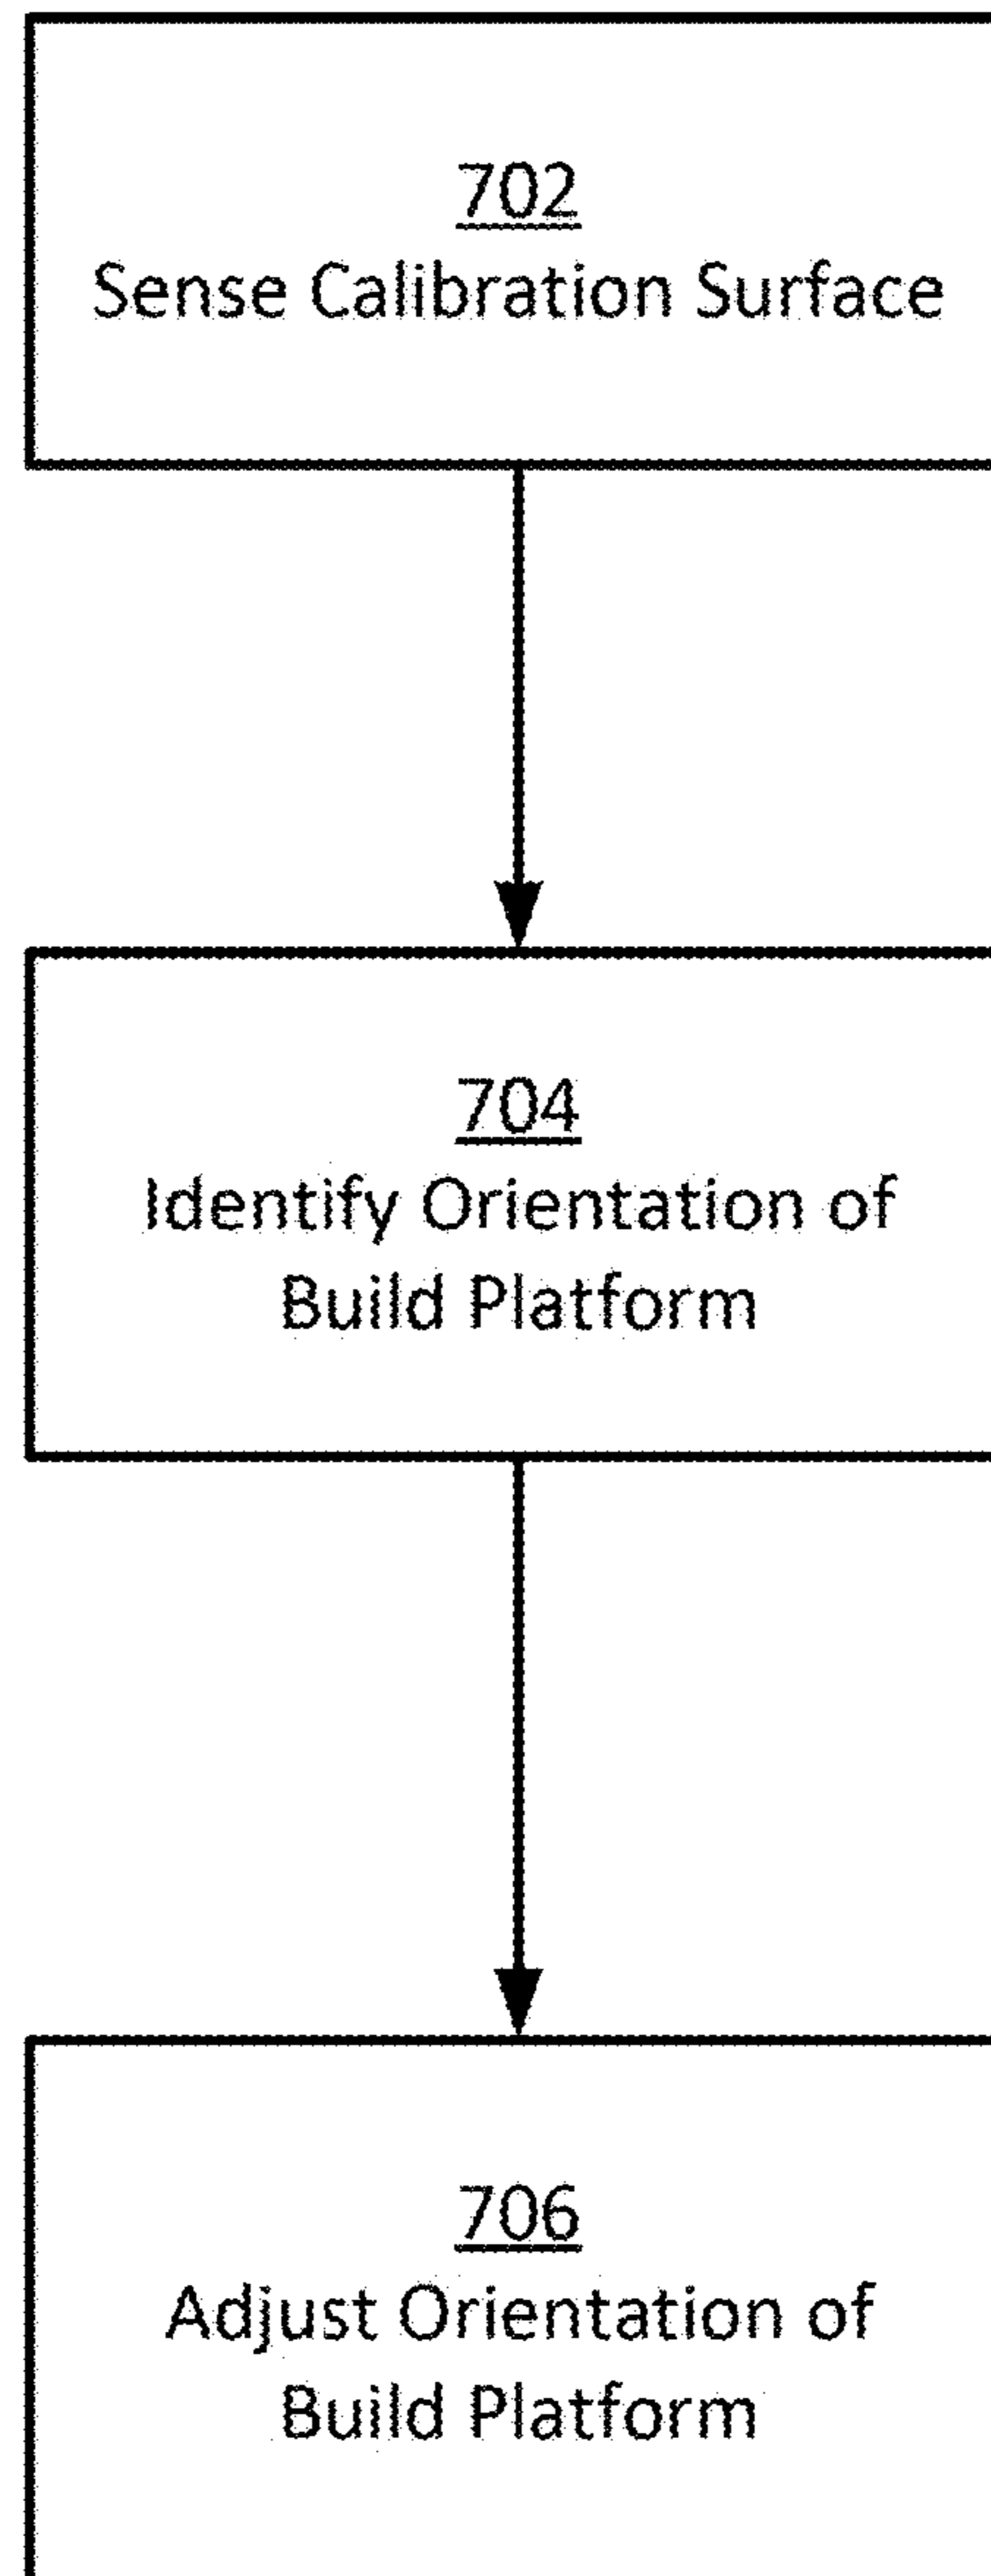 702
Sense Calibration Surface
704
Identify Orientation of
Build Platform
706
Adjust Orientation of
Build Platform